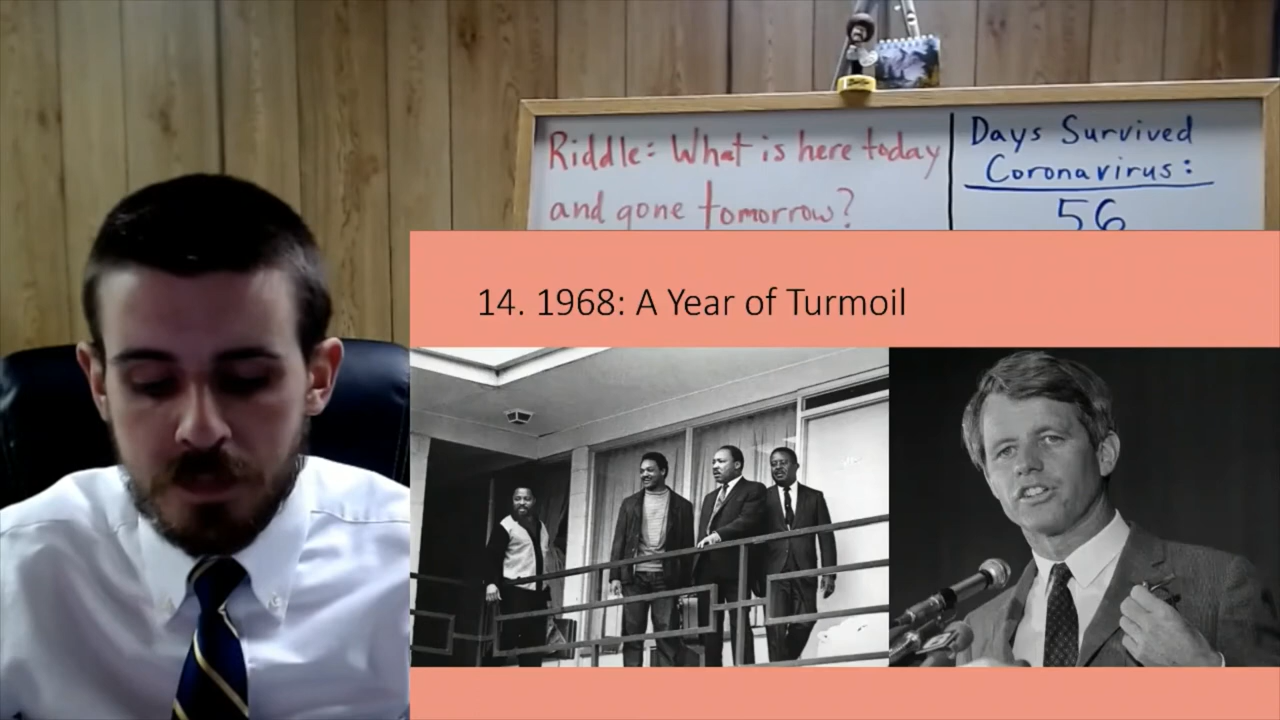 Riddle: What is here today
and gone tomorrow?
Days Survived
Coronavirus:
56
14. 1968: A Year of Turmoil